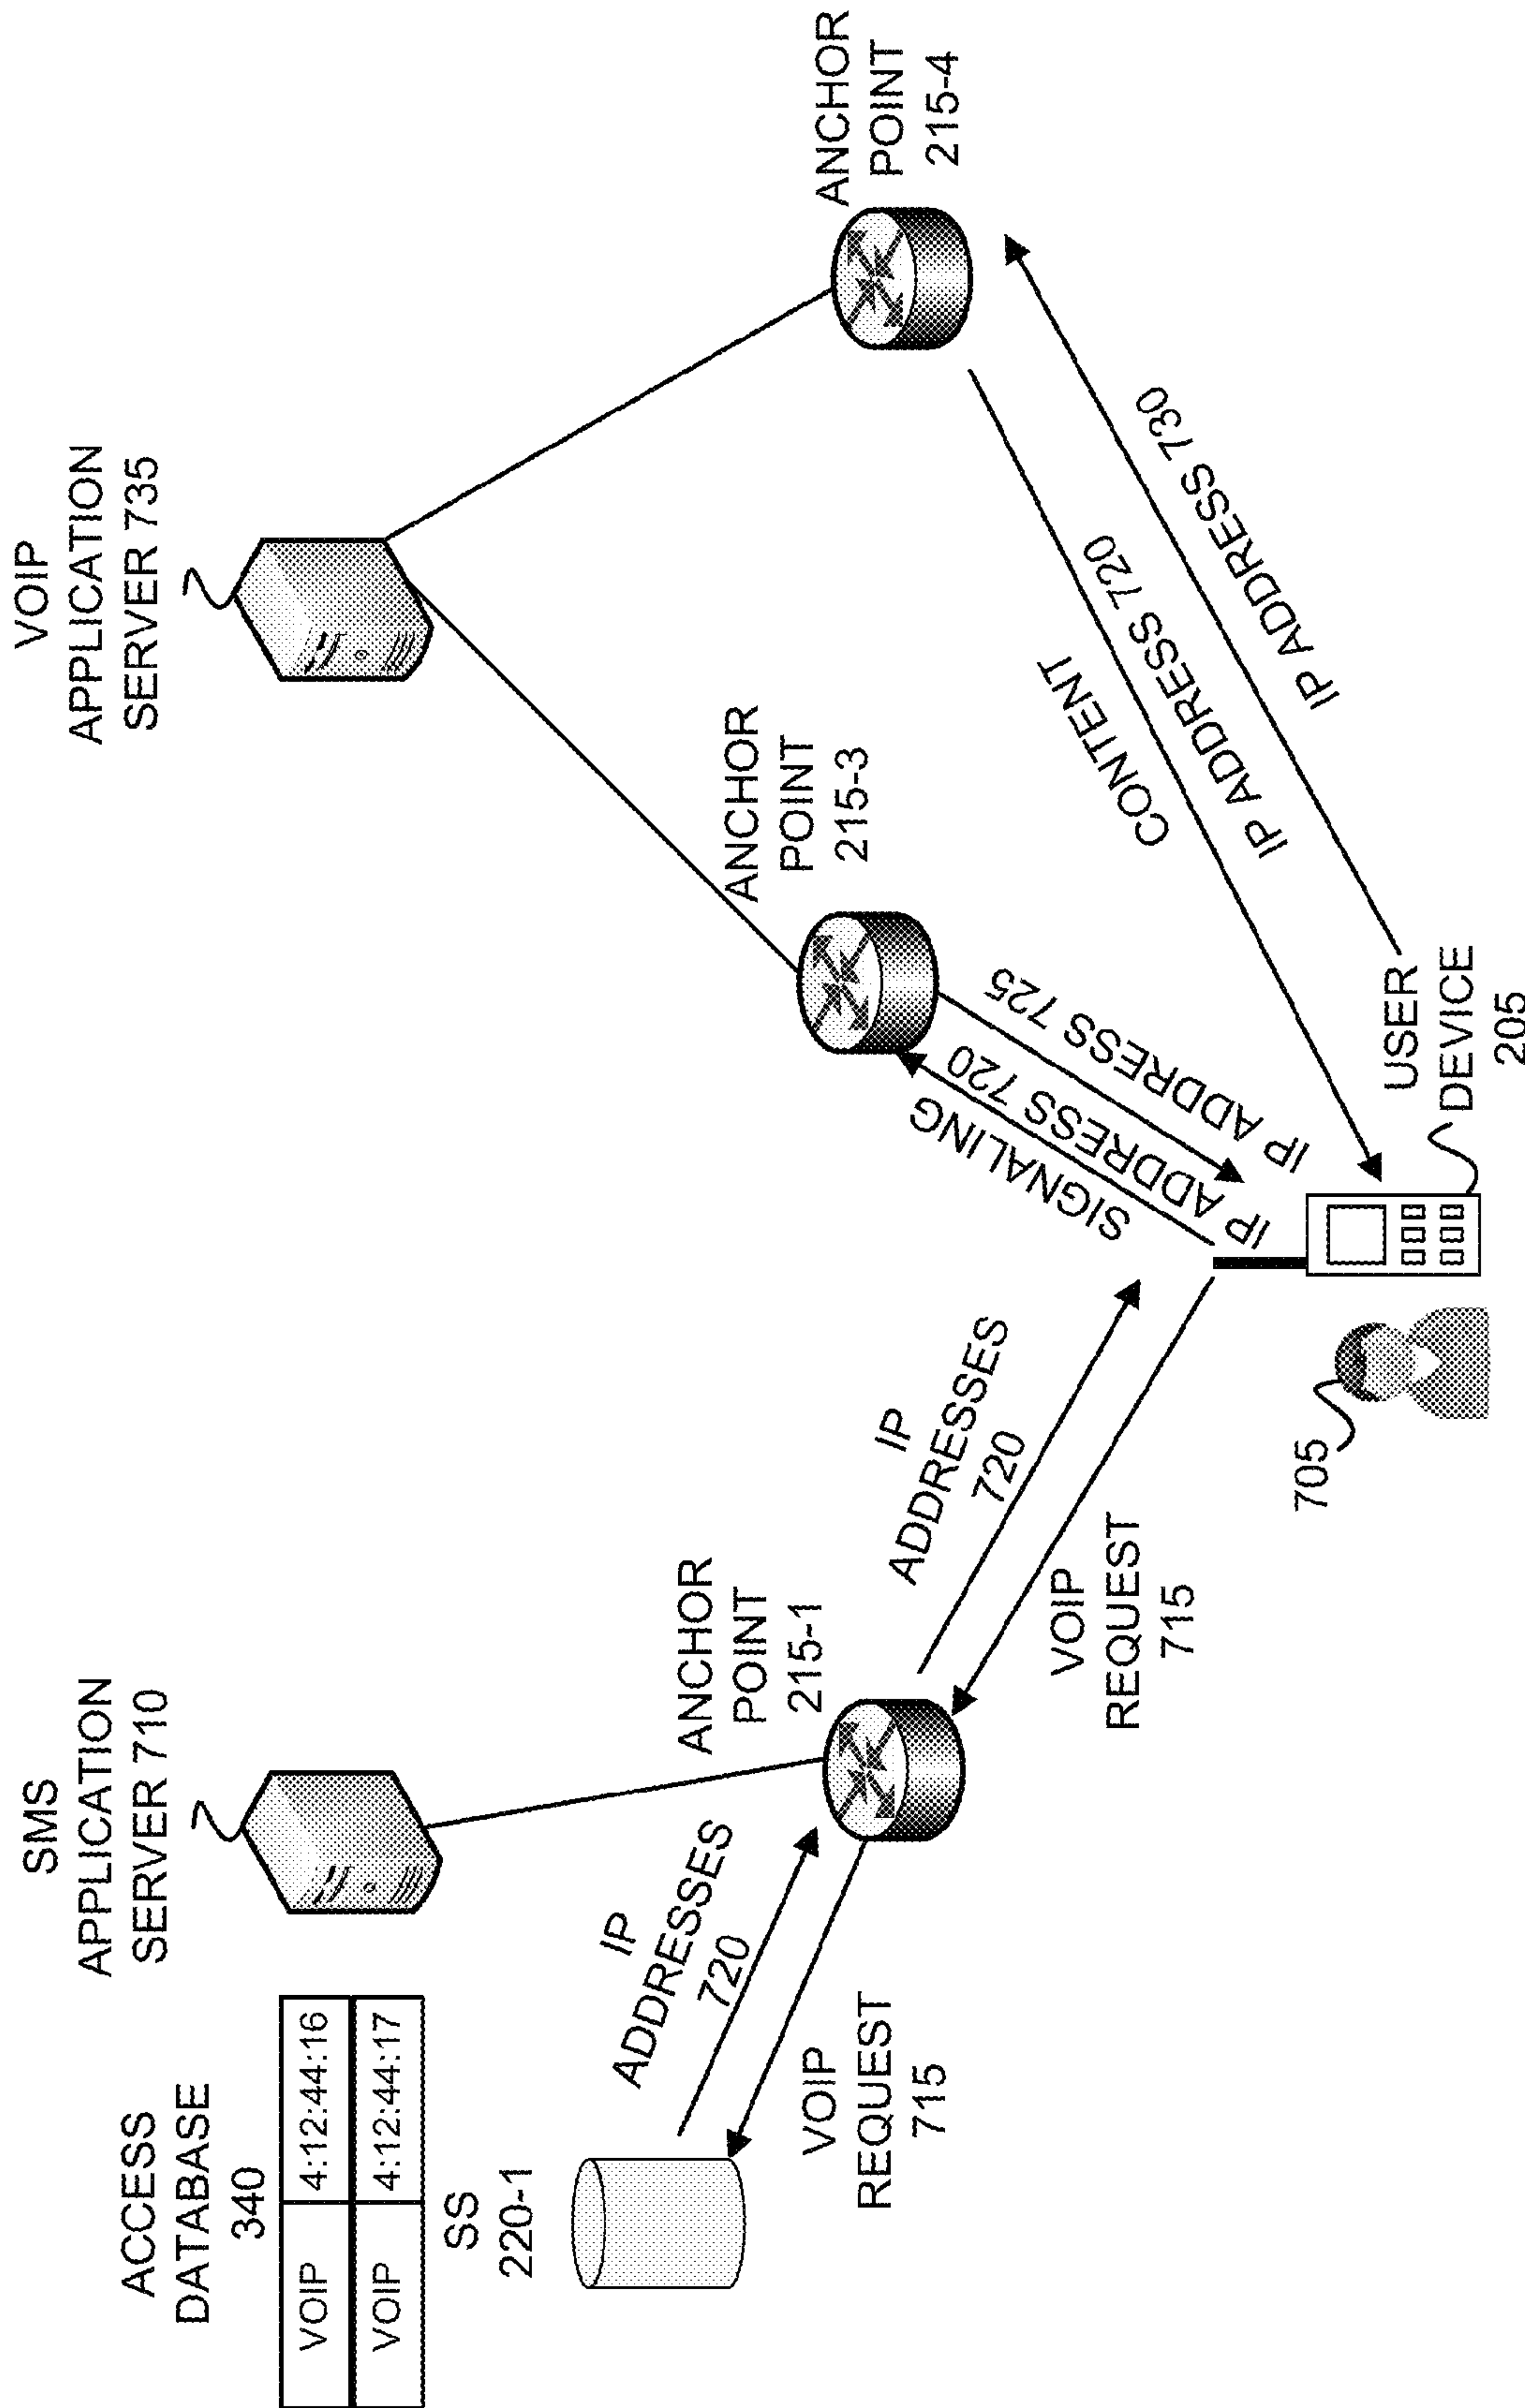 ACCESS
DATABASE
340
VOIP 4:12:44:16
VOIP 4:12:44:17
SS
220-1
SMS
APPLICATION
SERVER 710
IP
ADDRESSES
720
VOIP
REQUEST
715
ANCHOR
POINT
215-1
IP
ADDRESSES
720
VOIP
REQUEST
715
705
VOIP
APPLICATION
SERVER 735
ANCHOR
POINT
215-3
SIGNALING
IP ADDRESS 720
IP ADDRESS 725
USER
DEVICE
205
ANCHOR
POINT
215-4
CONTENT
IP ADDRESS 720
IP ADDRESS 730